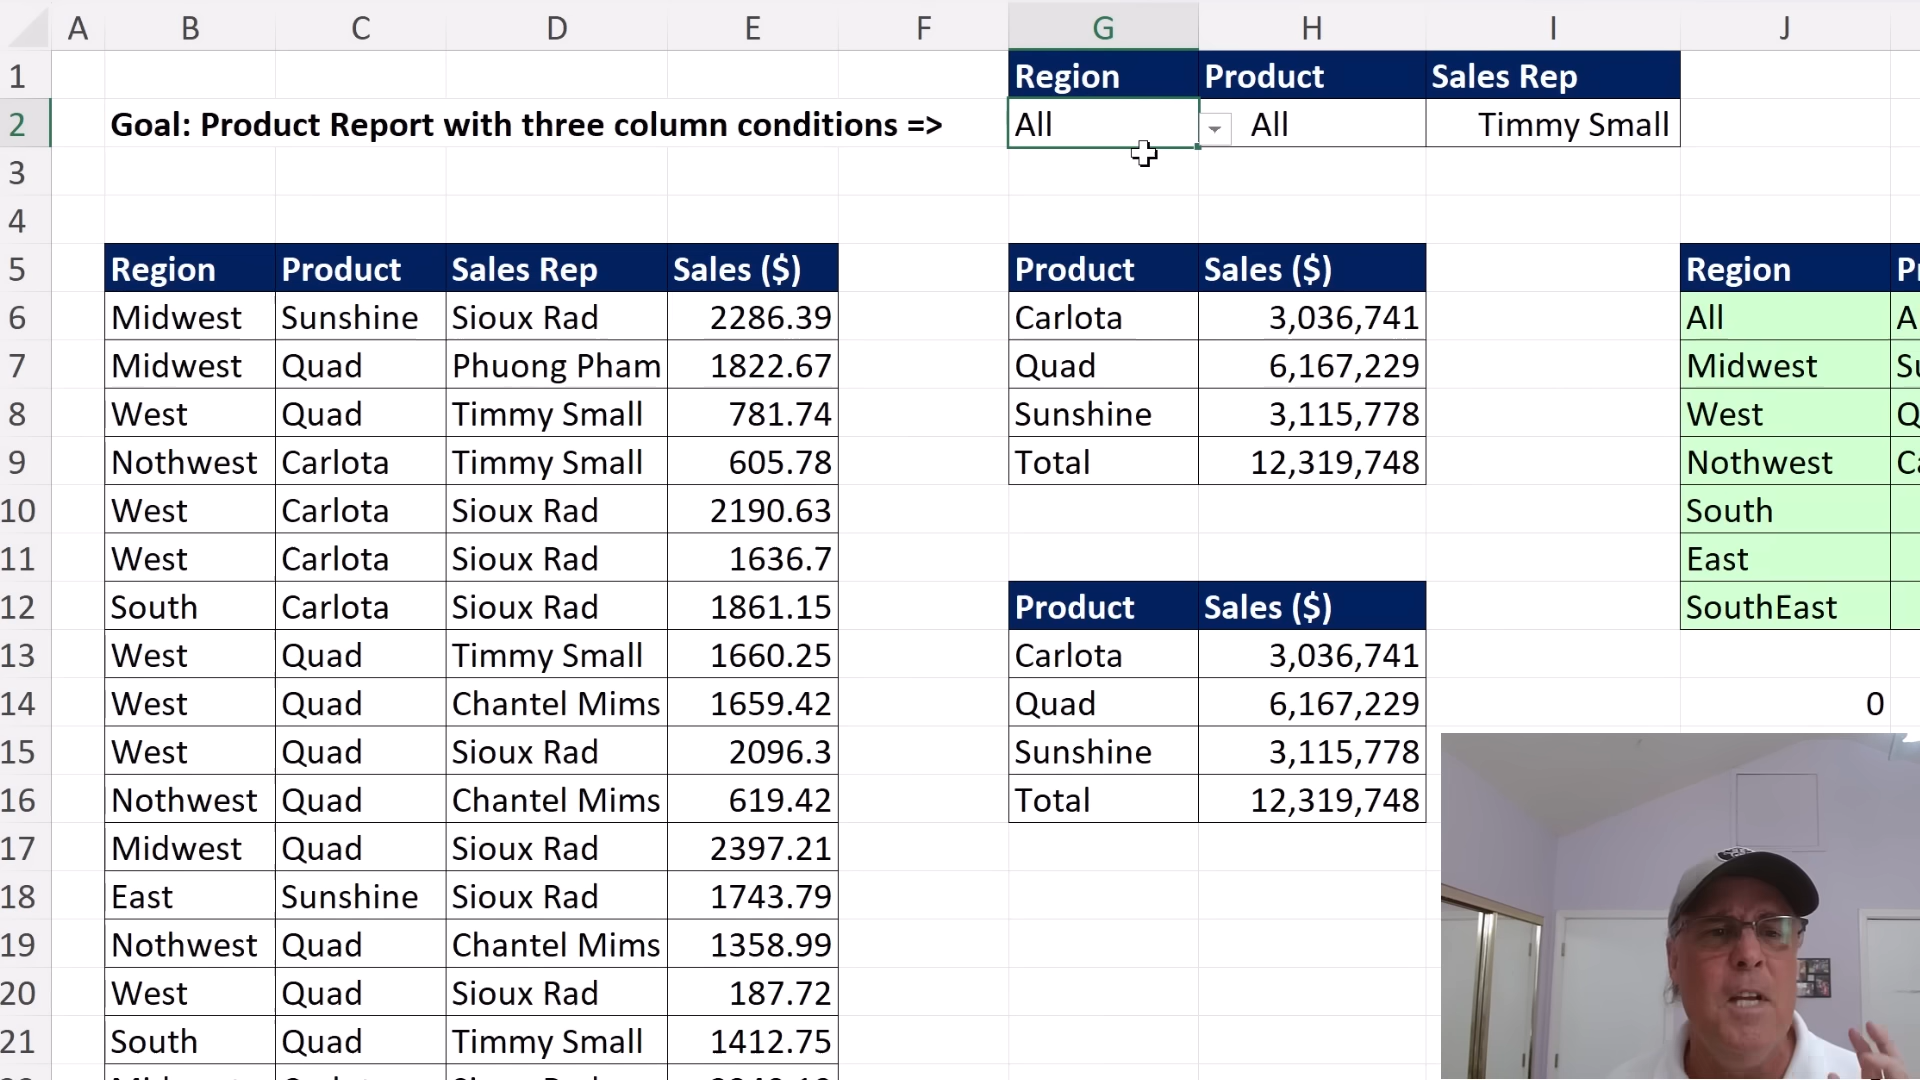 A B C D E F G H I J
1 Region Product Sales Rep
2 Goal: Product Report with three column conditions => All All Timmy Small
3
4
5 Region Product Sales Rep Sales ($) Product Sales ($) Region
6 Midwest Sunshine Sioux Rad 2286.39 Carlota 3,036,741 All
7 Midwest Quad Phuong Pham 1822.67 Quad 6,167,229 Midwest
8 West Quad Timmy Small 781.74 Sunshine 3,115,778 West
9 Nothwest Carlota Timmy Small 605.78 Total 12,319,748 Nothwest
10 West Carlota Sioux Rad 2190.63 South
11 West Carlota Sioux Rad 1636.7 East
12 South Carlota Sioux Rad 1861.15 Product Sales ($) SouthEast
13 West Quad Timmy Small 1660.25 Carlota 3,036,741
14 West Quad Chantel Mims 1659.42 Quad 6,167,229 0
15 West Quad Sioux Rad 2096.3 Sunshine 3,115,778
16 Nothwest Quad Chantel Mims 619.42 Total 12,319,748
17 Midwest Quad Sioux Rad 2397.21
18 East Sunshine Sioux Rad 1743.79
19 Nothwest Quad Chantel Mims 1358.99
20 West Quad Sioux Rad 187.72
21 South Quad Timmy Small 1412.75